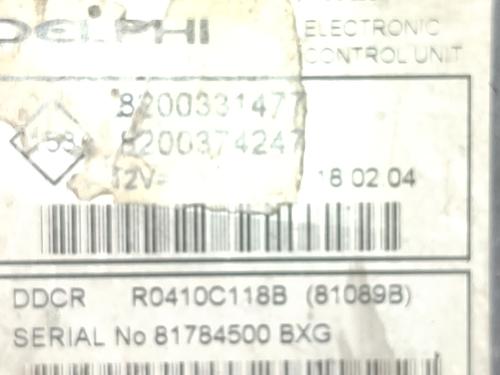 DELPHI
ELECTRONIC
CONTROL UNIT
8200331477
8200374247
12V
18 02 04
DDCR R0410C118B (81089B)
SERIAL No 81784500 BXG